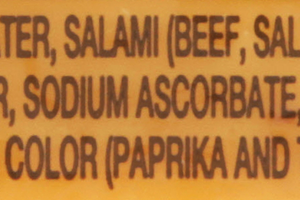 TER, SALAMI (BEEF, SAL
R, SODIUM ASCORBATE,
COLOR (PAPRIKA AND T